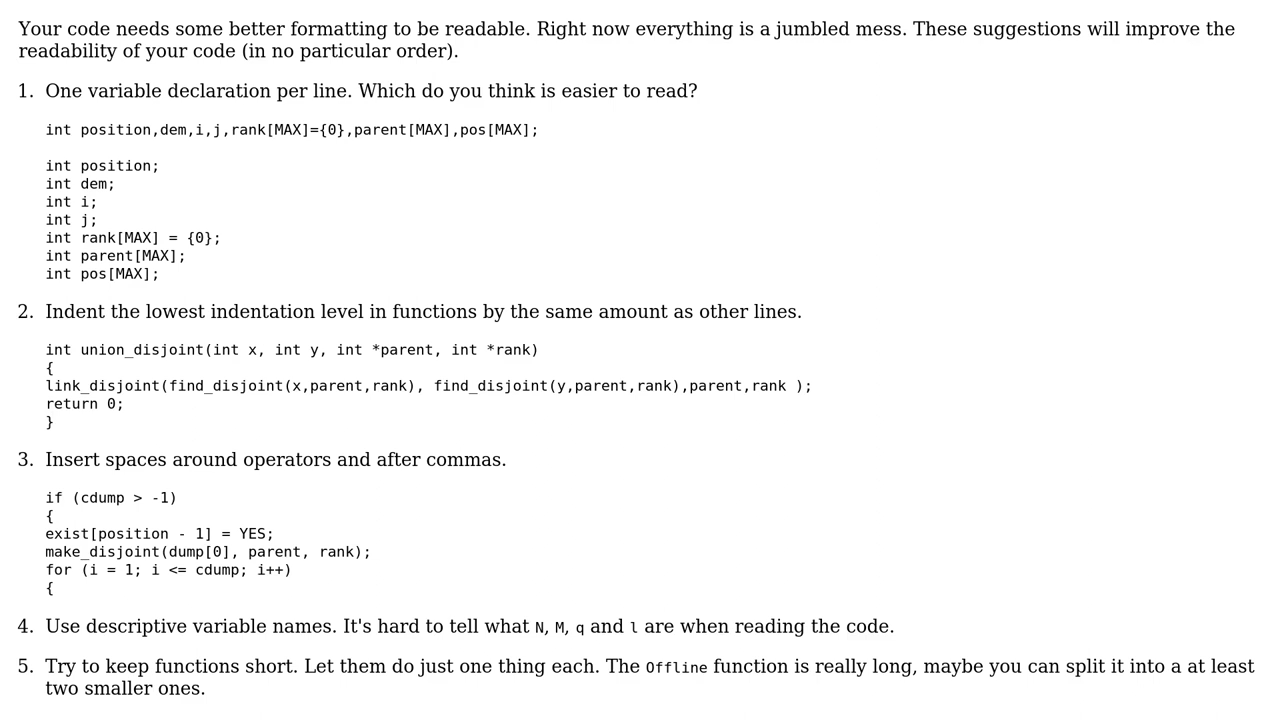 Your code needs some better formatting to be readable. Right now everything is a jumbled mess. These suggestions will improve the
readability of your code (in no particular order).
1. One variable declaration per line. Which do you think is easier to read?
int position,dem,i,j,rank[MAX]={0},parent[MAX],pos[MAX];
int position;
int dem;
int i;
int j;
int rank[MAX] = {0};
int parent[MAX];
int pos[MAX];
2. Indent the lowest indentation level in functions by the same amount as other lines.
int union_disjoint(int x, int y, int *parent, int *rank)
{
link_disjoint(find_disjoint(x,parent,rank), find_disjoint(y,parent,rank),parent,rank );
return 0;
}
3. Insert spaces around operators and after commas.
if (cdump > -1)
{
exist[position - 1] = YES;
make_disjoint(dump[0], parent, rank);
for (i = 1; i <= cdump; i++)
{
4. Use descriptive variable names. It's hard to tell what N, M, q and l are when reading the code.
5. Try to keep functions short. Let them do just one thing each. The Offline function is really long, maybe you can split it into a at least
two smaller ones.